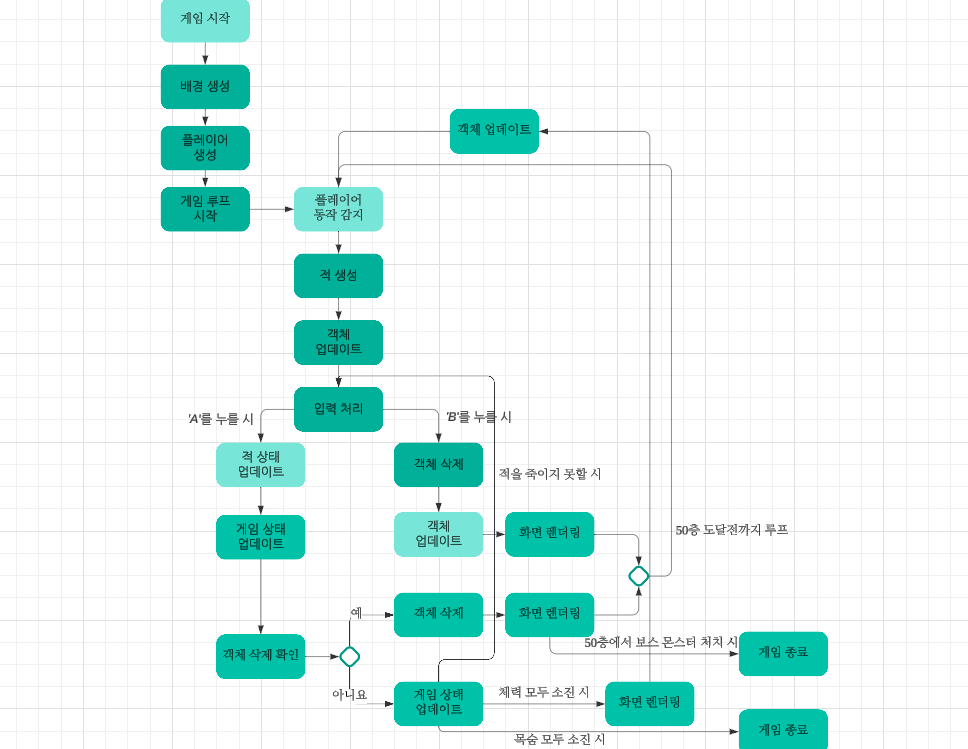 게임 시작
배경 생성
플레이어
생성
게임 루프
시작
객체 업데이트
플레이어
동작 감지
적 생성
객체
업데이트
입력 처리
'A'를 누를 시
'B'를 누를 시
적 상태
업데이트
객체 삭제
적을 죽이지 못할 시
게임 상태
업데이트
객체
업데이트
화면 렌더링
50층 도달전까지 루프
예
객체 삭제
화면 렌더링
50층에서 보스 몬스터 처치 시
게임 종료
객체 삭제 확인
아니요
게임 상태
업데이트
체력 모두 소진 시
화면 렌더링
목숨 모두 소진 시
게임 종료